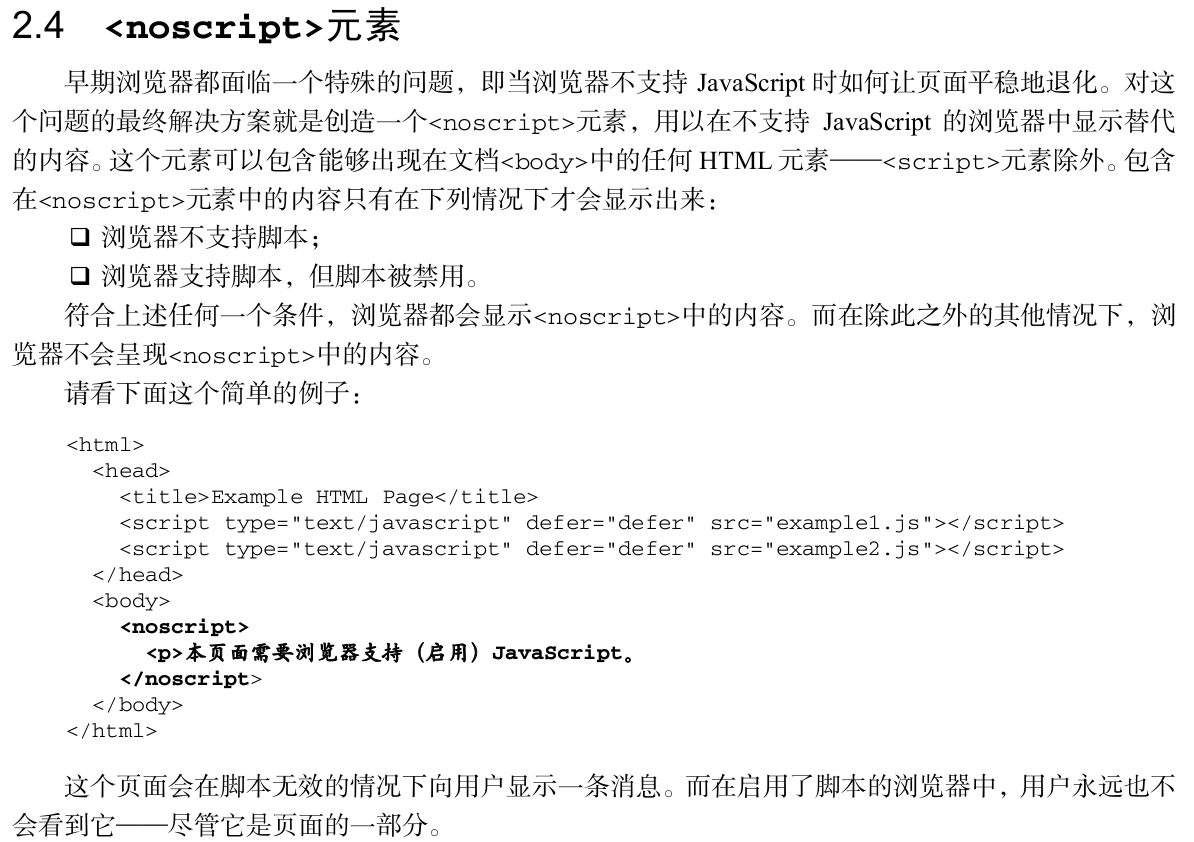 2.4 <noscript>元素
早期浏览器都面临一个特殊的问题，即当浏览器不支持 JavaScript 时如何让页面平稳地退化。对这
个问题的最终解决方案就是创造一个<noscript>元素，用以在不支持 JavaScript 的浏览器中显示替代
的内容。这个元素可以包含能够出现在文档<body>中的任何 HTML 元素——<script>元素除外。包含
在<noscript>元素中的内容只有在下列情况下才会显示出来：
❑ 浏览器不支持脚本；
❑ 浏览器支持脚本，但脚本被禁用。
符合上述任何一个条件，浏览器都会显示<noscript>中的内容。而在除此之外的其他情况下，浏
览器不会呈现<noscript>中的内容。
请看下面这个简单的例子：
<html>
  <head>
    <title>Example HTML Page</title>
    <script type="text/javascript" defer="defer" src="example1.js"></script>
    <script type="text/javascript" defer="defer" src="example2.js"></script>
  </head>
  <body>
    <noscript>
      <p>本页面需要浏览器支持（启用）JavaScript。
    </noscript>
  </body>
</html>
这个页面会在脚本无效的情况下向用户显示一条消息。而在启用了脚本的浏览器中，用户永远也不
会看到它——尽管它是页面的一部分。